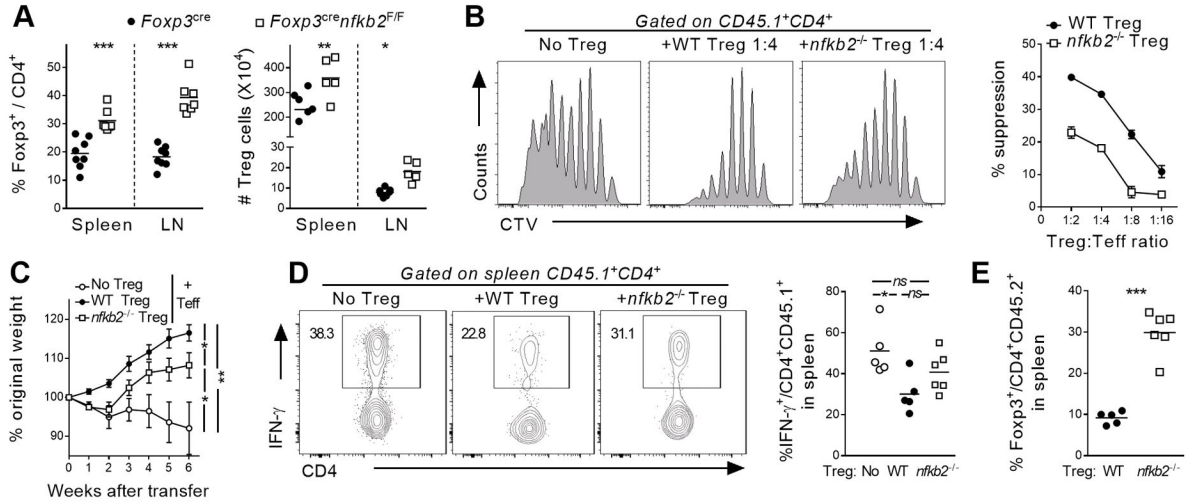 A
● Foxp3cre □ Foxp3crenfkb2F/F
% Foxp3+ / CD4+
50
40
30
20
10
0
*** ***
Spleen LN
# Treg cells (X10⁴)
400
300
200
30
20
10
0
** *
Spleen LN
B
Gated on CD45.1+CD4+
No Treg +WT Treg 1:4 +nfkb2-/- Treg 1:4
Counts
CTV
WT Treg
nfkb2-/- Treg
% suppression
50
40
30
20
10
0
0 1:2 1:4 1:8 1:16
Treg:Teff ratio
C
No Treg
WT Treg
nfkb2-/- Treg
+
Teff
% original weight
120
110
100
90
* * **
0 1 2 3 4 5 6
Weeks after transfer
D
Gated on spleen CD45.1+CD4+
No Treg +WT Treg +nfkb2-/- Treg
38.3 22.8 31.1
IFN-γ
CD4
%IFN-γ+/CD4+CD45.1+
in spleen
80
60
40
20
0
ns
* ns
Treg: No WT nfkb2-/-
E
% Foxp3+/CD4+CD45.2+
in spleen
40
30
20
10
0
***
Treg: WT nfkb2-/-